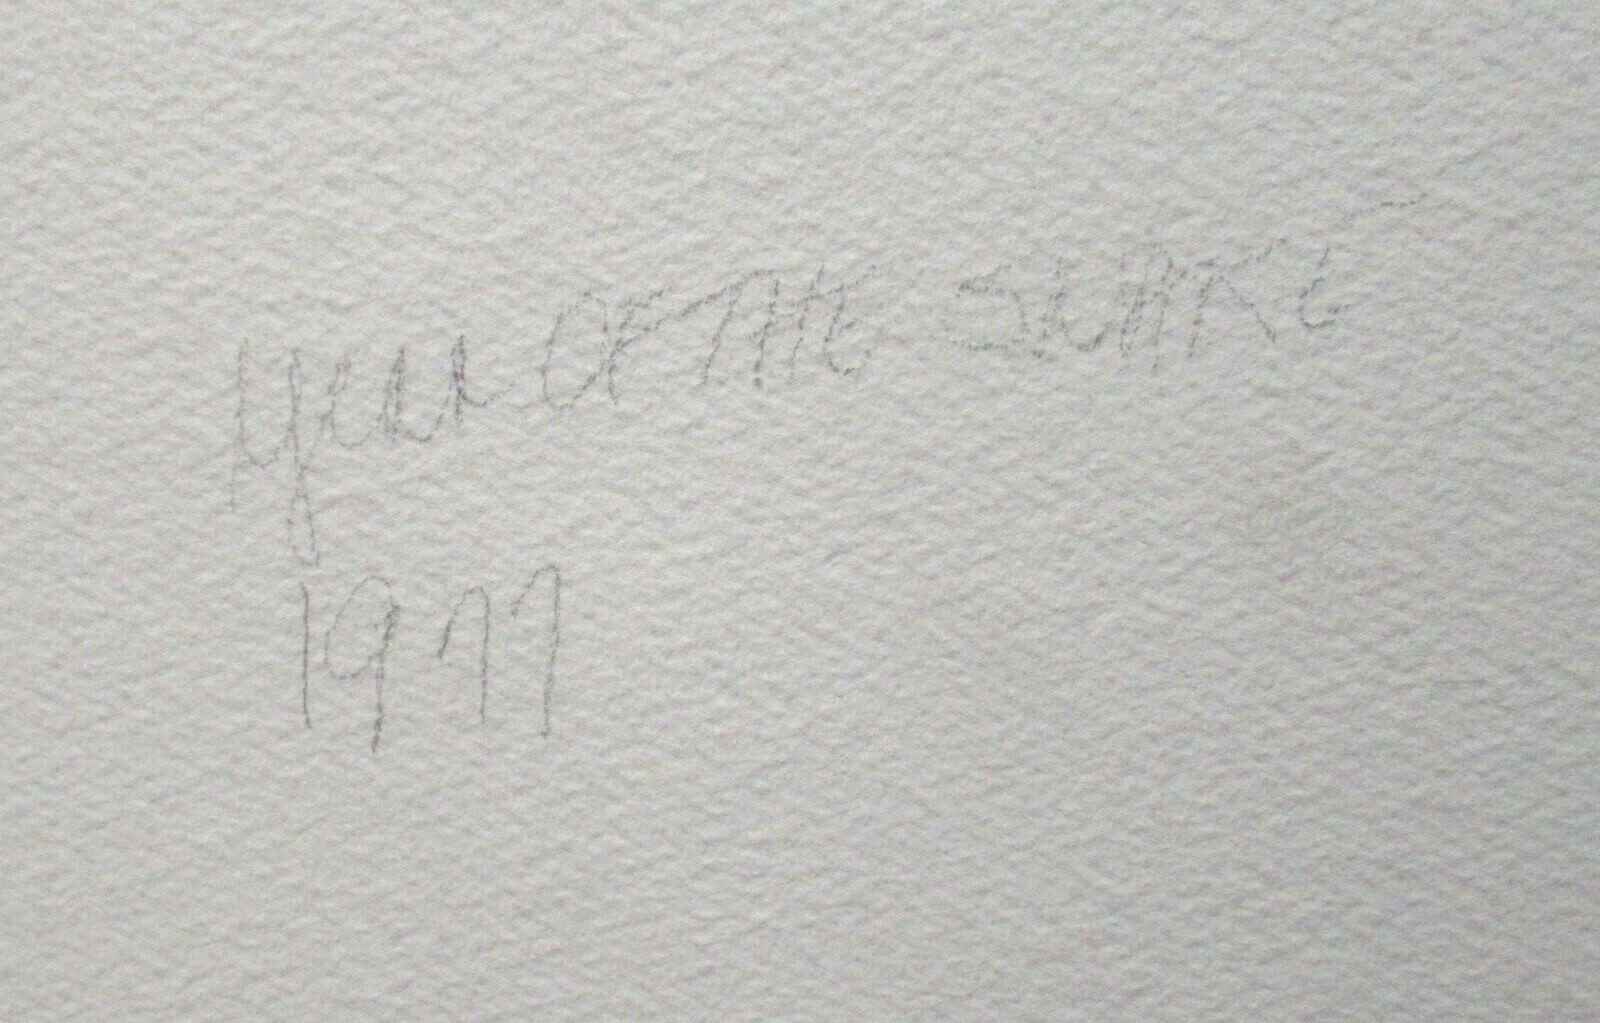 Year OF THE SNAKE
1977